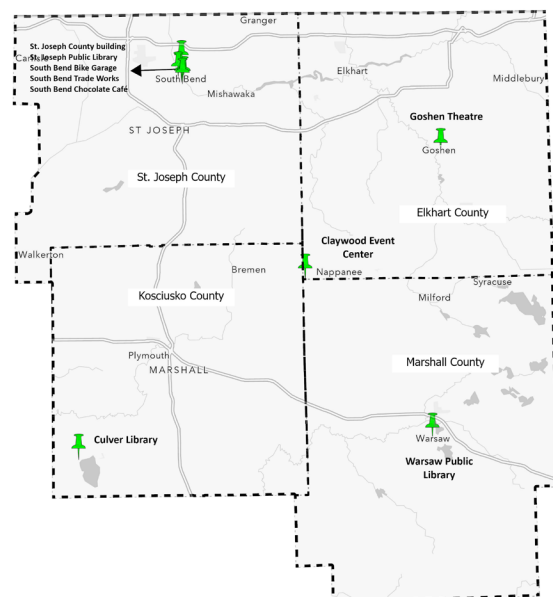 Granger
St. Joseph County building
St. Joseph Public Library
South Bend Bike Garage
South Bend Trade Works
South Bend Chocolate Café
South Bend
Mishawaka
Elkhart
Middlebury
ST JOSEPH
Goshen Theatre
Goshen
St. Joseph County
Elkhart County
Walkerton
Claywood Event
Center
Bremen
Nappanee
Syracuse
Kosciusko County
Milford
Plymouth
MARSHALL
Marshall County
Culver Library
Warsaw
Warsaw Public
Library